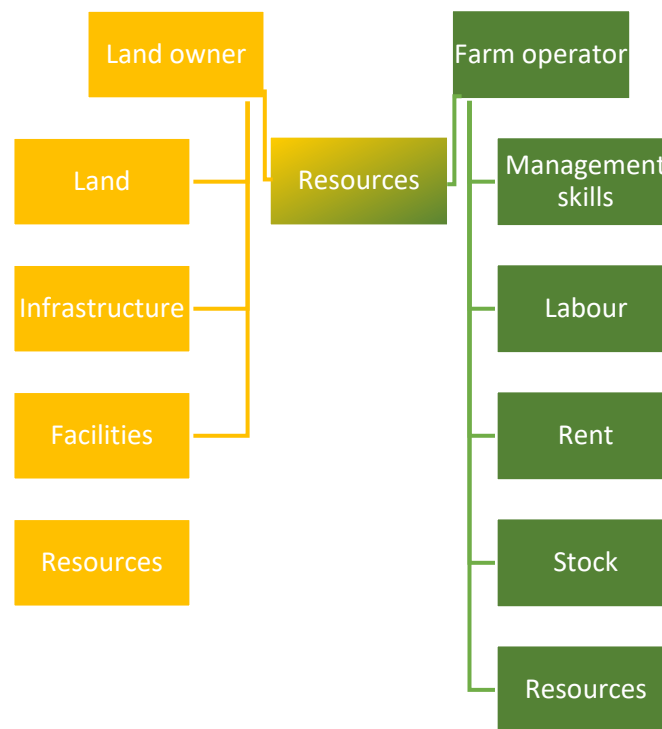 Land owner
Farm operator
Resources
Land
Infrastructure
Facilities
Resources
Management
skills
Labour
Rent
Stock
Resources